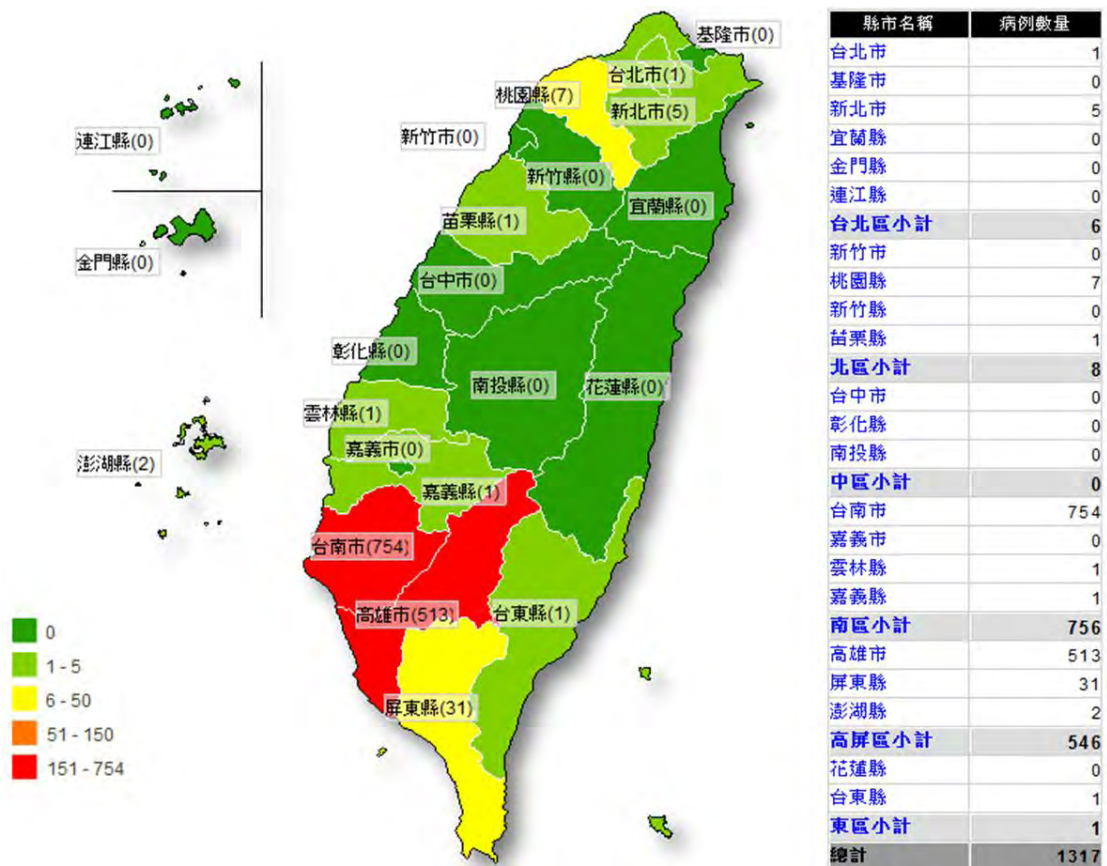 基隆市(0)
台北市(1)
桃園縣(7)
新北市(5)
新竹市(0)
連江縣(0)
新竹縣(0)
宜蘭縣(0)
苗栗縣(1)
金門縣(0)
台中市(0)
彰化縣(0)
南投縣(0)
花蓮縣(0)
雲林縣(1)
嘉義市(0)
澎湖縣(2)
嘉義縣(1)
台南市(754)
高雄市(513)
台東縣(1)
屏東縣(31)
0
1 - 5
6 - 50
51 - 150
151 - 754
縣市名稱 病例數量
台北市 1
基隆市 0
新北市 5
宜蘭縣 0
金門縣 0
連江縣 0
台北區小計 6
新竹市 0
桃園縣 7
新竹縣 0
苗栗縣 1
北區小計 8
台中市 0
彰化縣 0
南投縣 0
中區小計 0
台南市 754
嘉義市 0
雲林縣 1
嘉義縣 1
南區小計 756
高雄市 513
屏東縣 31
澎湖縣 2
高屏區小計 546
花蓮縣 0
台東縣 1
東區小計 1
總計 1317